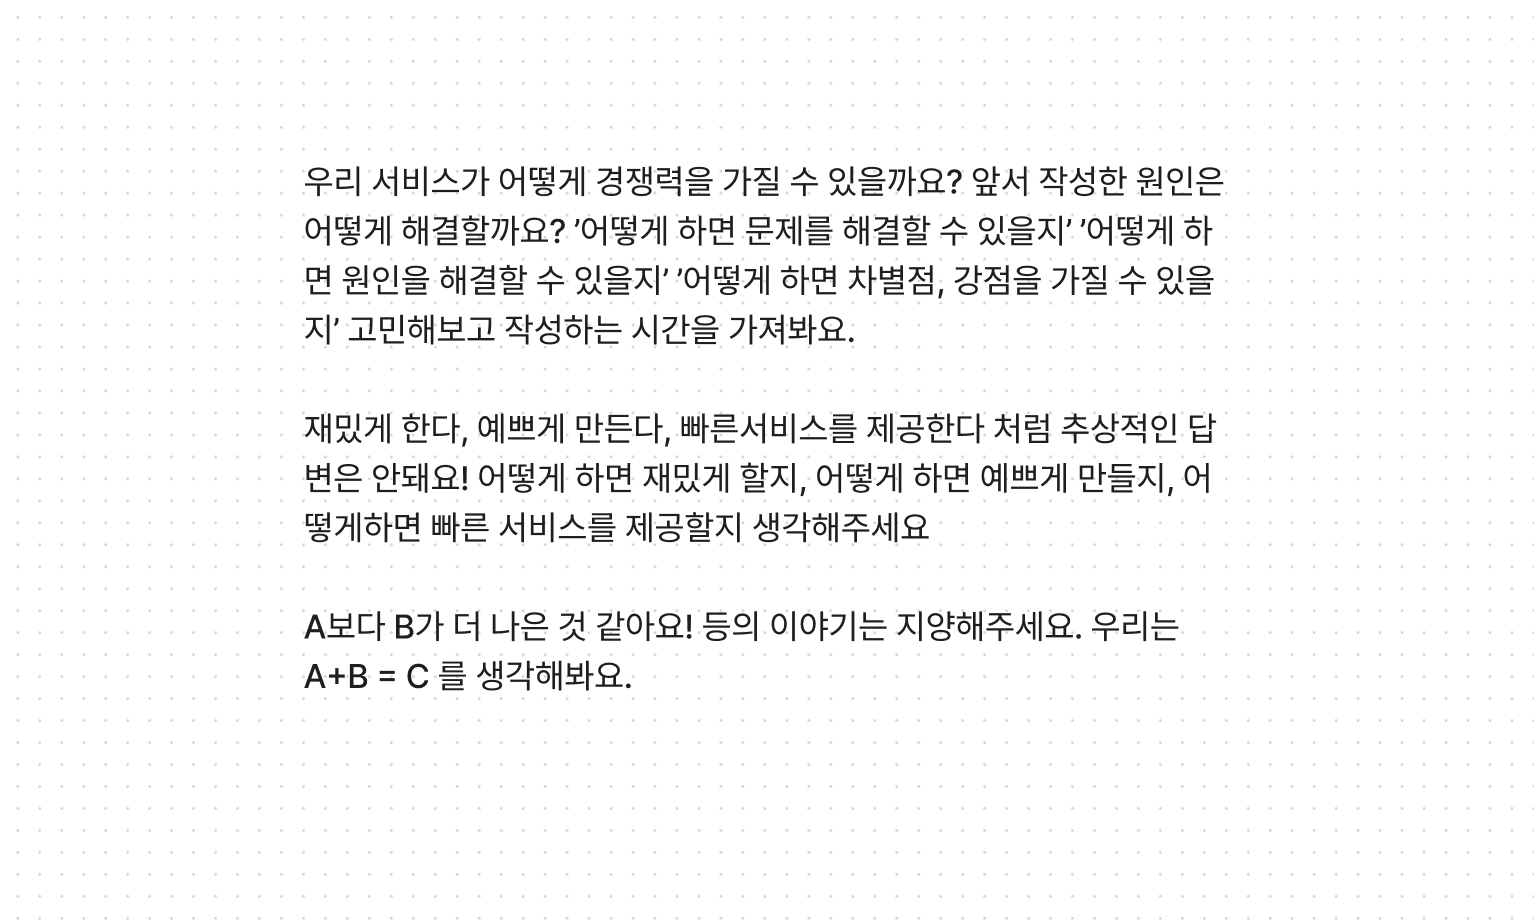 우리 서비스가 어떻게 경쟁력을 가질 수 있을까요? 앞서 작성한 원인은
어떻게 해결할까요? ’어떻게 하면 문제를 해결할 수 있을지’ ’어떻게 하
면 원인을 해결할 수 있을지’ ’어떻게 하면 차별점, 강점을 가질 수 있을
지’ 고민해보고 작성하는 시간을 가져봐요.
재밌게 한다, 예쁘게 만든다, 빠른서비스를 제공한다 처럼 추상적인 답
변은 안돼요! 어떻게 하면 재밌게 할지, 어떻게 하면 예쁘게 만들지, 어
떻게하면 빠른 서비스를 제공할지 생각해주세요
A보다 B가 더 나은 것 같아요! 등의 이야기는 지양해주세요. 우리는
A+B = C 를 생각해봐요.